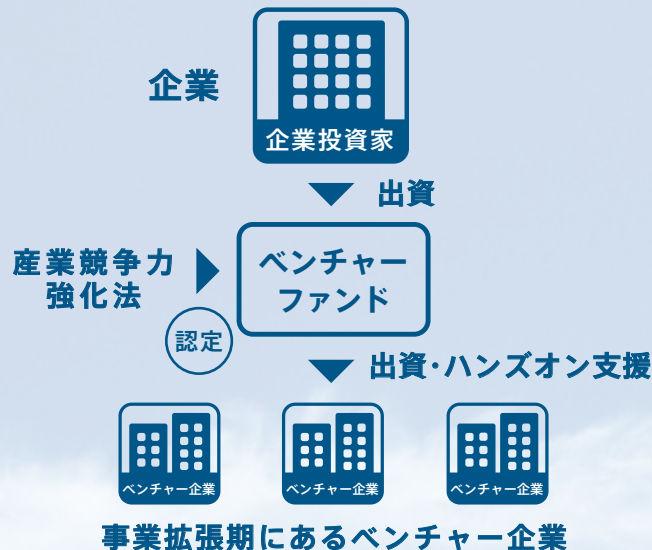 企業
企業投資家
出資
産業競争力
強化法
認定
ベンチャー
ファンド
出資・ハンズオン支援
ベンチャー企業
ベンチャー企業
ベンチャー企業
事業拡張期にあるベンチャー企業